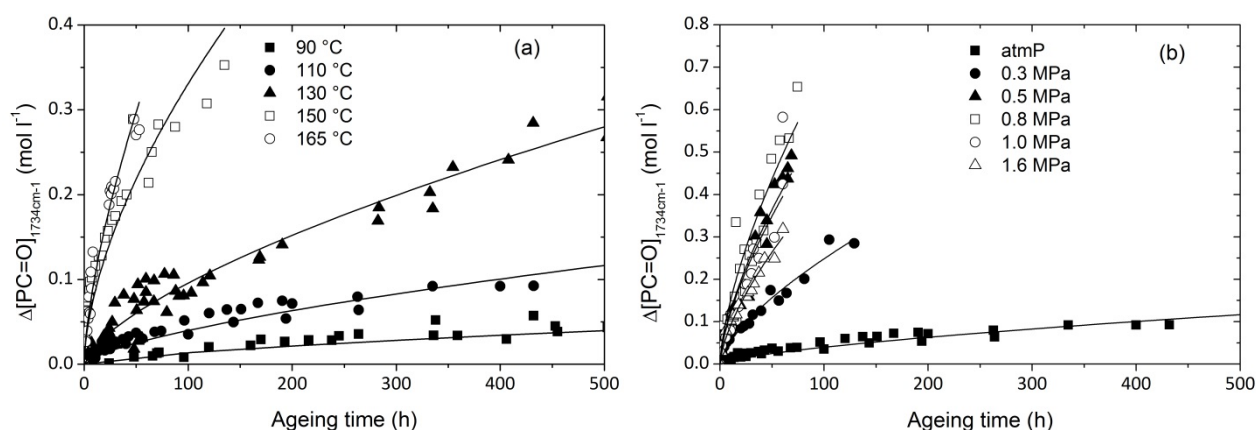 (a)
90 °C
110 °C
130 °C
150 °C
165 °C
Δ[PC=O]1734cm-1 (mol l-1)
0.4
0.3
0.2
0.1
0.0
0 100 200 300 400 500
Ageing time (h)
(b)
atmP
0.3 MPa
0.5 MPa
0.8 MPa
1.0 MPa
1.6 MPa
Δ[PC=O]1734cm-1 (mol l-1)
0.8
0.7
0.6
0.5
0.4
0.3
0.2
0.1
0.0
0 100 200 300 400 500
Ageing time (h)